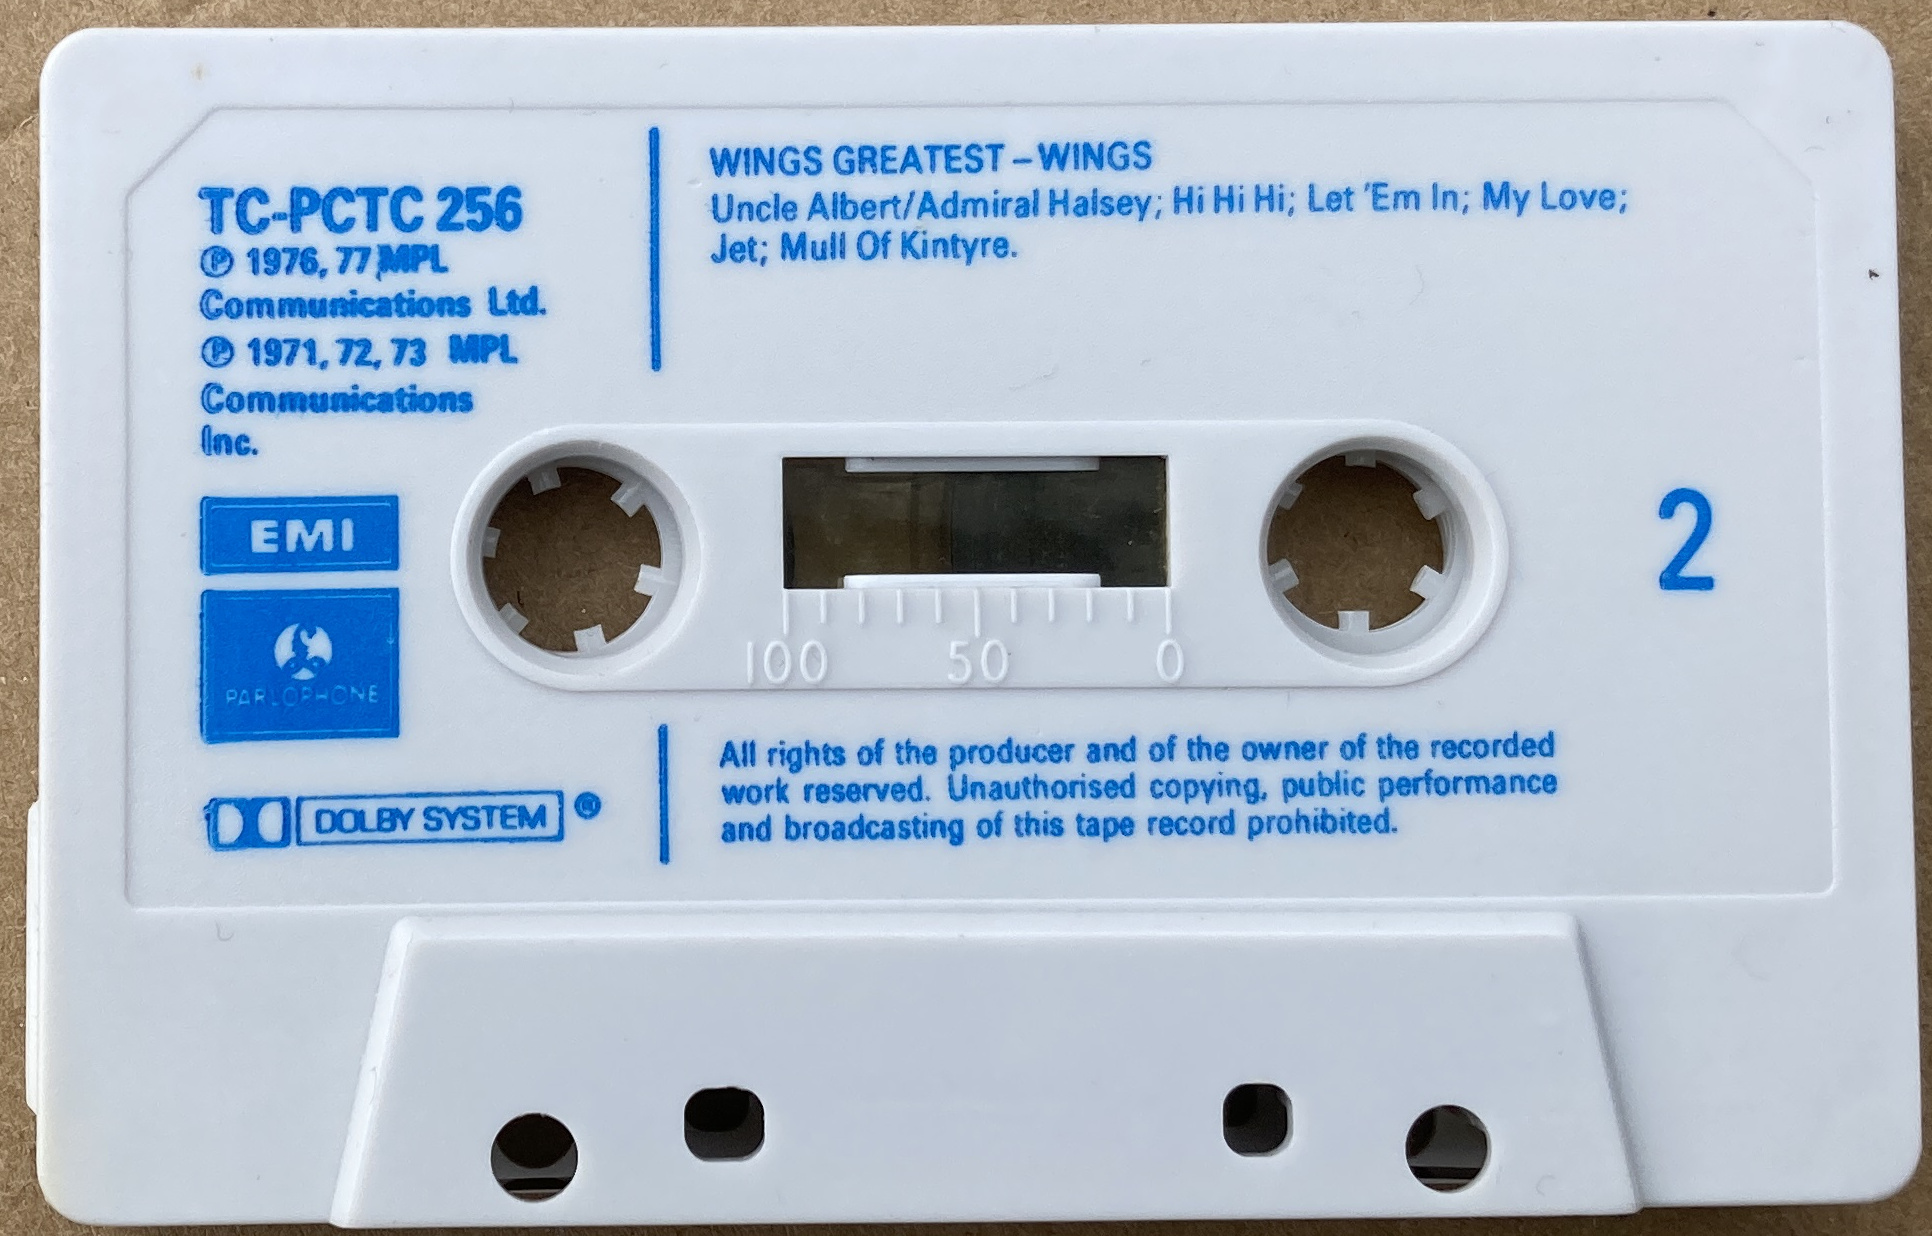 TC-PCTC 256
℗ 1976, 77, MPL
Communications Ltd.
℗ 1971, 72, 73 MPL
Communications
Inc.
EMI
PARLOPHONE
DOLBY SYSTEM ®
WINGS GREATEST – WINGS
Uncle Albert/Admiral Halsey; Hi Hi Hi; Let 'Em In; My Love;
Jet; Mull Of Kintyre.
100 50 0
2
All rights of the producer and of the owner of the recorded
work reserved. Unauthorised copying, public performance
and broadcasting of this tape record prohibited.